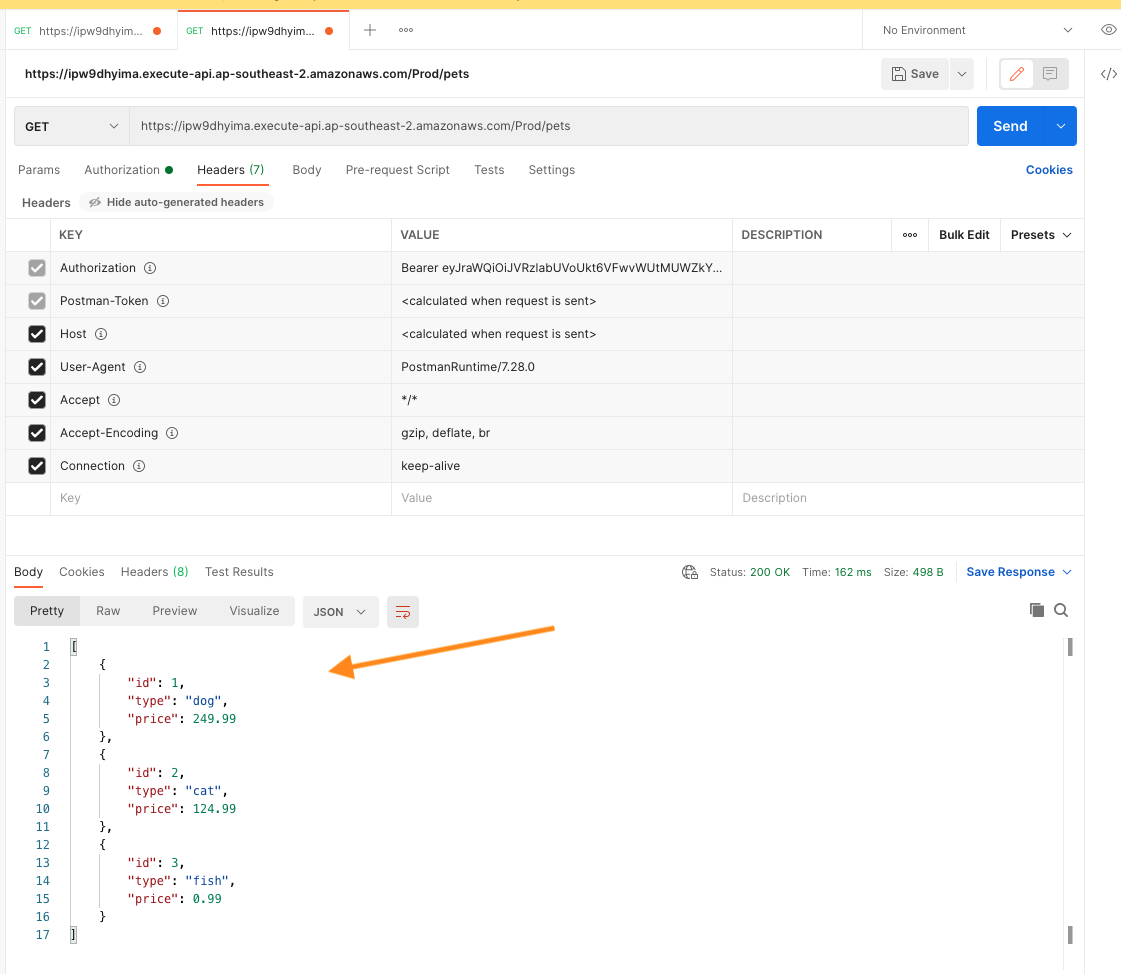 GET https://ipw9dhyim... GET https://ipw9dhyim... No Environment
https://ipw9dhyima.execute-api.ap-southeast-2.amazonaws.com/Prod/pets Save
GET https://ipw9dhyima.execute-api.ap-southeast-2.amazonaws.com/Prod/pets Send
Params Authorization Headers (7) Body Pre-request Script Tests Settings Cookies
Headers Hide auto-generated headers
KEY VALUE DESCRIPTION Bulk Edit Presets
Authorization Bearer eyJraWQiOiJVRzlabUVoUkt6VFwvWUtMUWZkY...
Postman-Token <calculated when request is sent>
Host <calculated when request is sent>
User-Agent PostmanRuntime/7.28.0
Accept */*
Accept-Encoding gzip, deflate, br
Connection keep-alive
Key Value Description
Body Cookies Headers (8) Test Results Status: 200 OK Time: 162 ms Size: 498 B Save Response
Pretty Raw Preview Visualize JSON
1 [
2 {
3 "id": 1,
4 "type": "dog",
5 "price": 249.99
6 },
7 {
8 "id": 2,
9 "type": "cat",
10 "price": 124.99
11 },
12 {
13 "id": 3,
14 "type": "fish",
15 "price": 0.99
16 }
17 ]